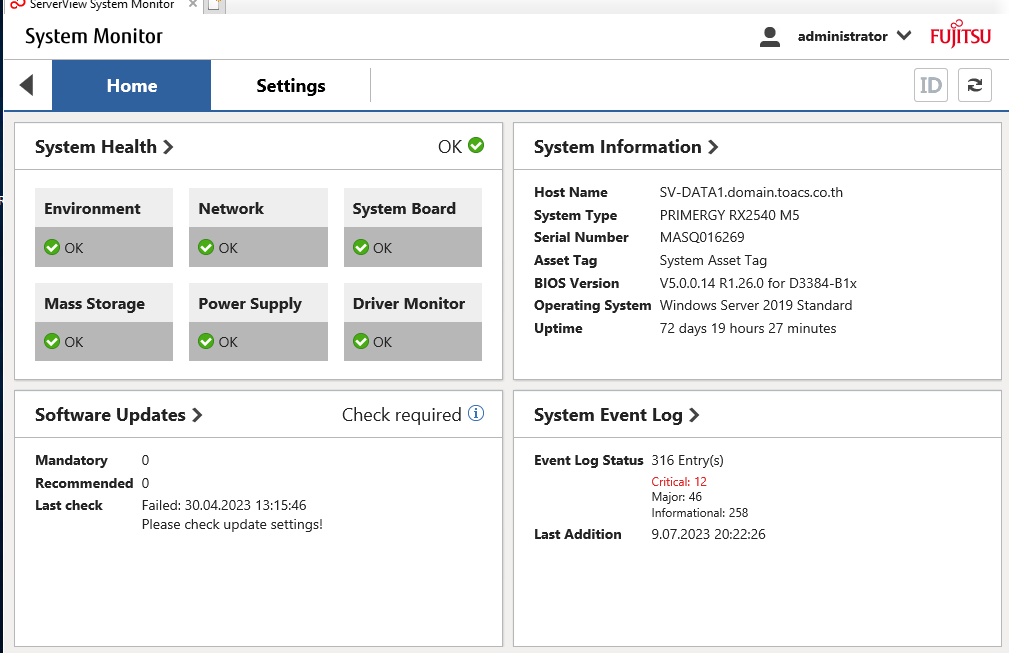 ServerView System Monitor
System Monitor
administrator
FUJITSU
Home
Settings
ID
System Health
OK
Environment
OK
Network
OK
System Board
OK
Mass Storage
OK
Power Supply
OK
Driver Monitor
OK
System Information
Host Name SV-DATA1.domain.toacs.co.th
System Type PRIMERGY RX2540 M5
Serial Number MASQ016269
Asset Tag System Asset Tag
BIOS Version V5.0.0.14 R1.26.0 for D3384-B1x
Operating System Windows Server 2019 Standard
Uptime 72 days 19 hours 27 minutes
Software Updates
Check required
Mandatory 0
Recommended 0
Last check Failed: 30.04.2023 13:15:46
Please check update settings!
System Event Log
Event Log Status 316 Entry(s)
Critical: 12
Major: 46
Informational: 258
Last Addition 9.07.2023 20:22:26